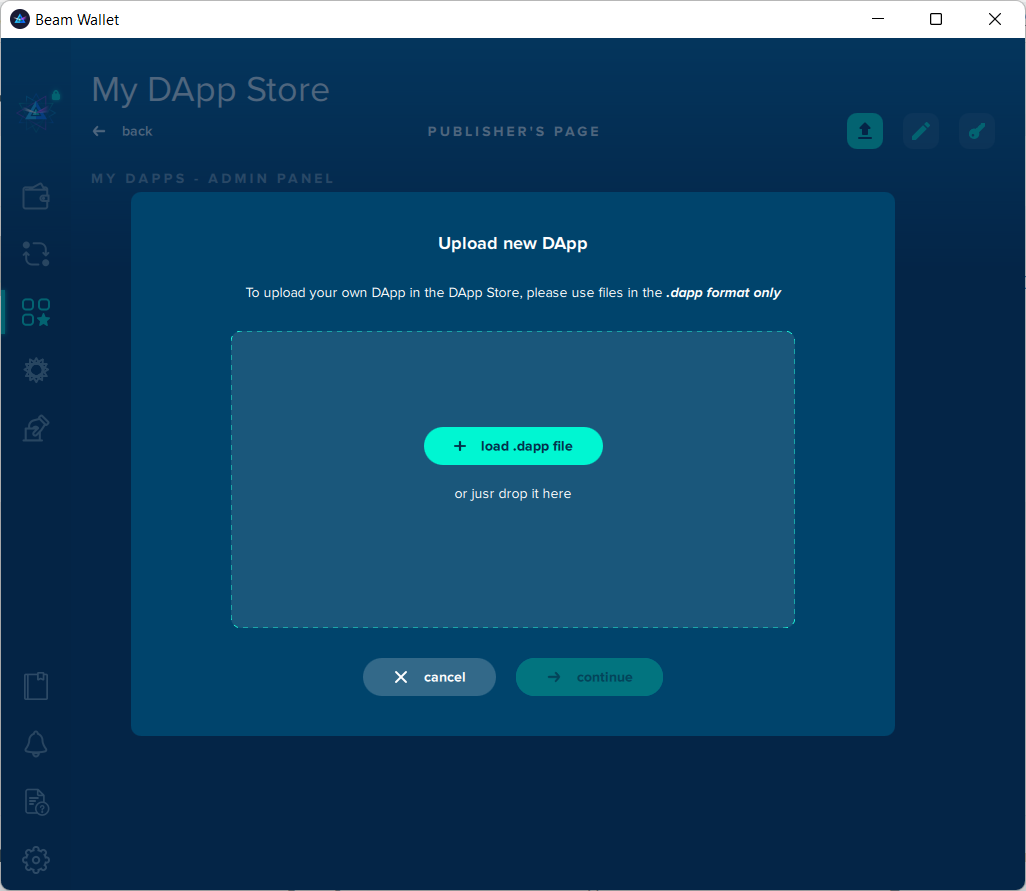 Beam Wallet
My DApp Store
back
PUBLISHER'S PAGE
MY DAPPS - ADMIN PANEL
Upload new DApp
To upload your own DApp in the DApp Store, please use files in the .dapp format only
load .dapp file
or jusr drop it here
cancel
continue